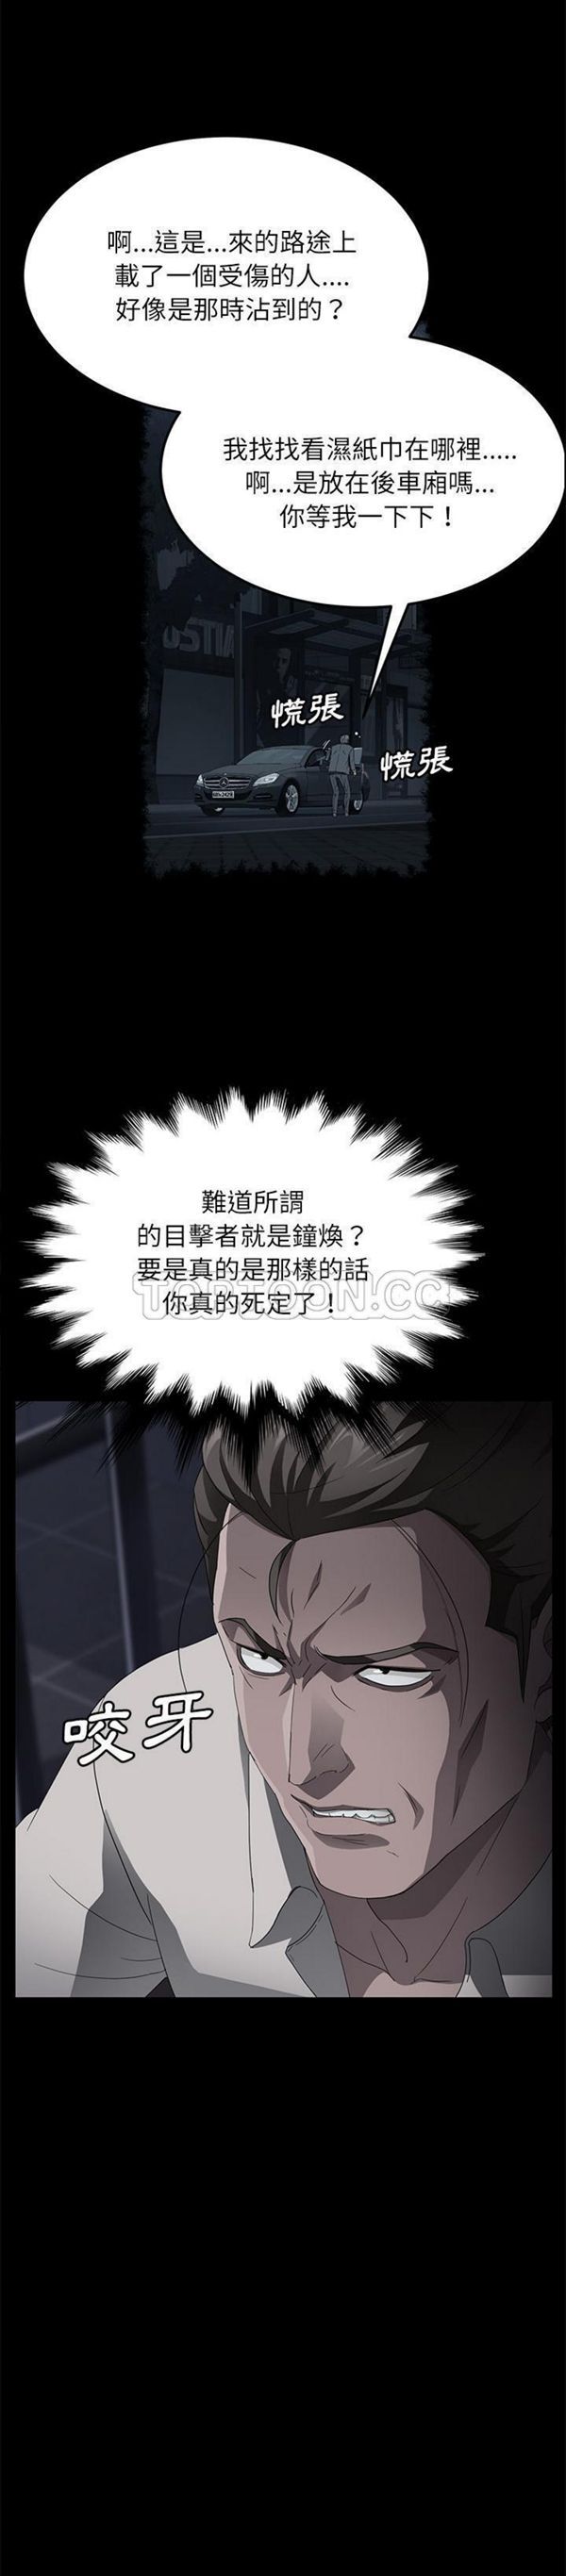 啊...這是...來的路途上
載了一個受傷的人....
好像是那時沾到的？
我找找看濕紙巾在哪裡.....
啊...是放在後車廂嗎...
你等我一下下！
慌張
慌張
難道所謂
的目擊者就是鐘煥？
要是真的是那樣的話
TOPTOON.CC
你真的死定了！
咬牙